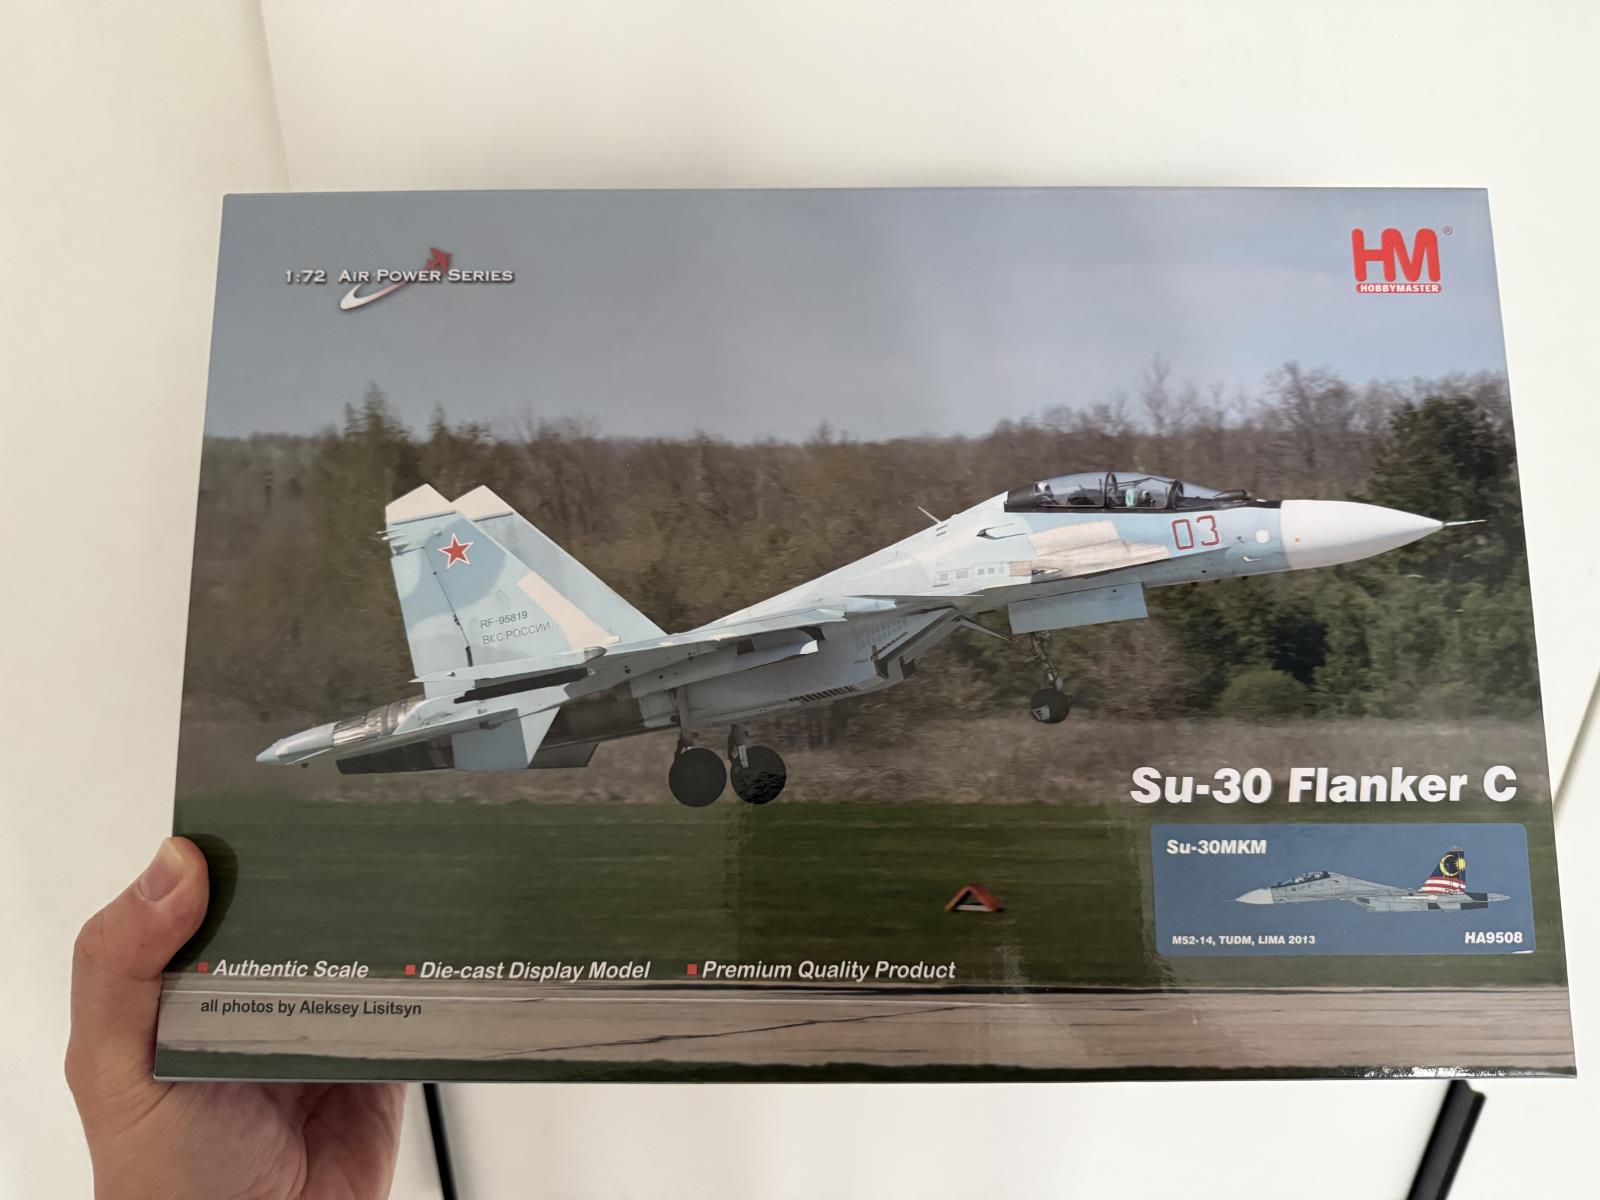 1:72 AIR POWER SERIES
HM®
HOBBYMASTER
03
RF-95819
ВКС РОССИИ
Su-30 Flanker C
Su-30MKM
M52-14, TUDM, LIMA 2013
HA9508
Authentic Scale
Die-cast Display Model
Premium Quality Product
all photos by Aleksey Lisitsyn